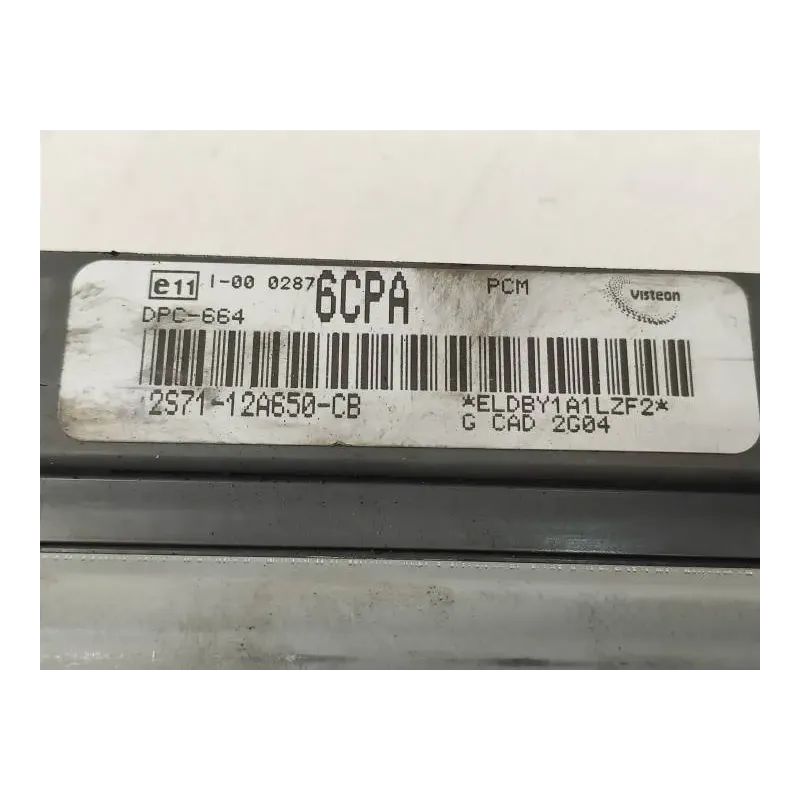 e11 I-00 0287 6CPA PCM Visteon
DPC-664
2S71-12A650-CB *ELDBY1A1LZF2*
G CAD 2G04